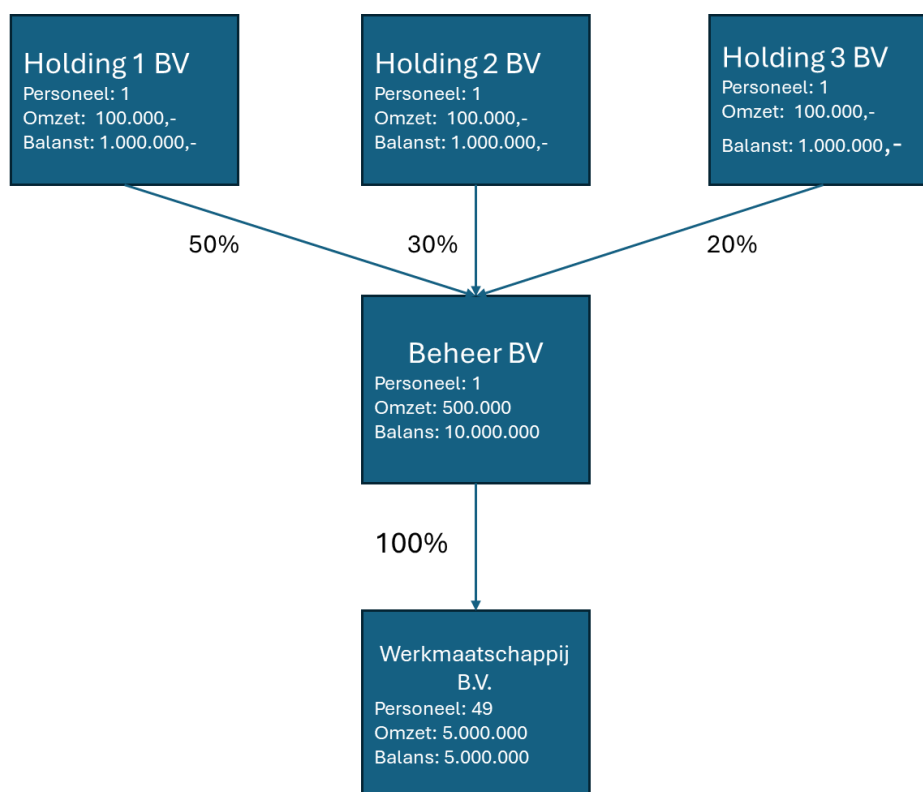 Holding 1 BV
Personeel: 1
Omzet: 100.000,-
Balanst: 1.000.000,-
Holding 2 BV
Personeel: 1
Omzet: 100.000,-
Balanst: 1.000.000,-
Holding 3 BV
Personeel: 1
Omzet: 100.000,-
Balanst: 1.000.000,-
50%
30%
20%
Beheer BV
Personeel: 1
Omzet: 500.000
Balans: 10.000.000
100%
Werkmaatschappij
B.V.
Personeel: 49
Omzet: 5.000.000
Balans: 5.000.000